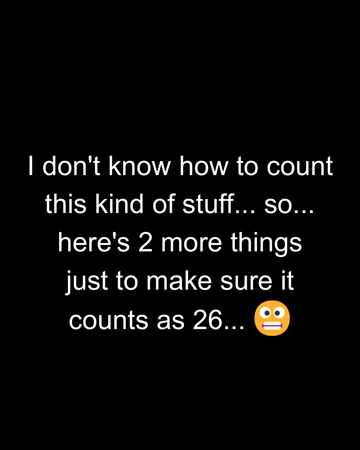 I don't know how to count
this kind of stuff... so...
here's 2 more things
just to make sure it
counts as 26... 😬